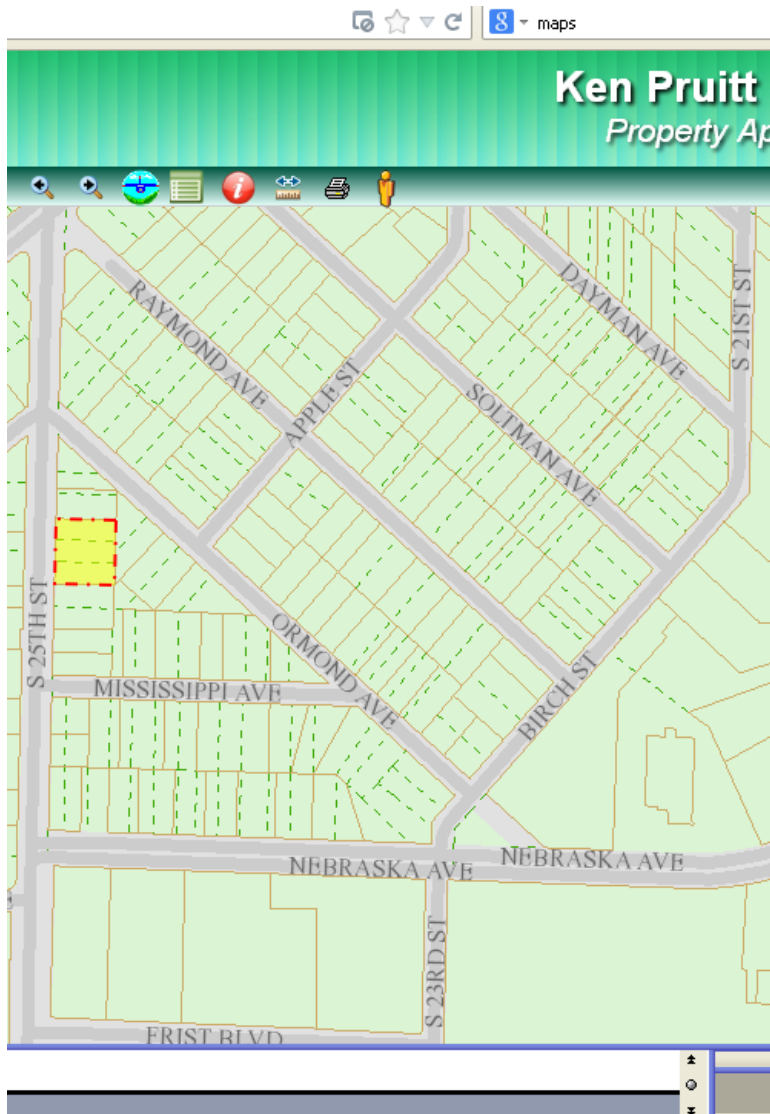 8 maps
Ken Pruitt
Property Ap
i
DAYMAN AVE
S 21ST ST
RAYMOND AVE
APPLE ST
SOLTMAN AVE
S 25TH ST
ORMOND AVE
MISSISSIPPI AVE
BIRCH ST
NEBRASKA AVE
NEBRASKA AVE
S 23RD ST
FRIST BLVD